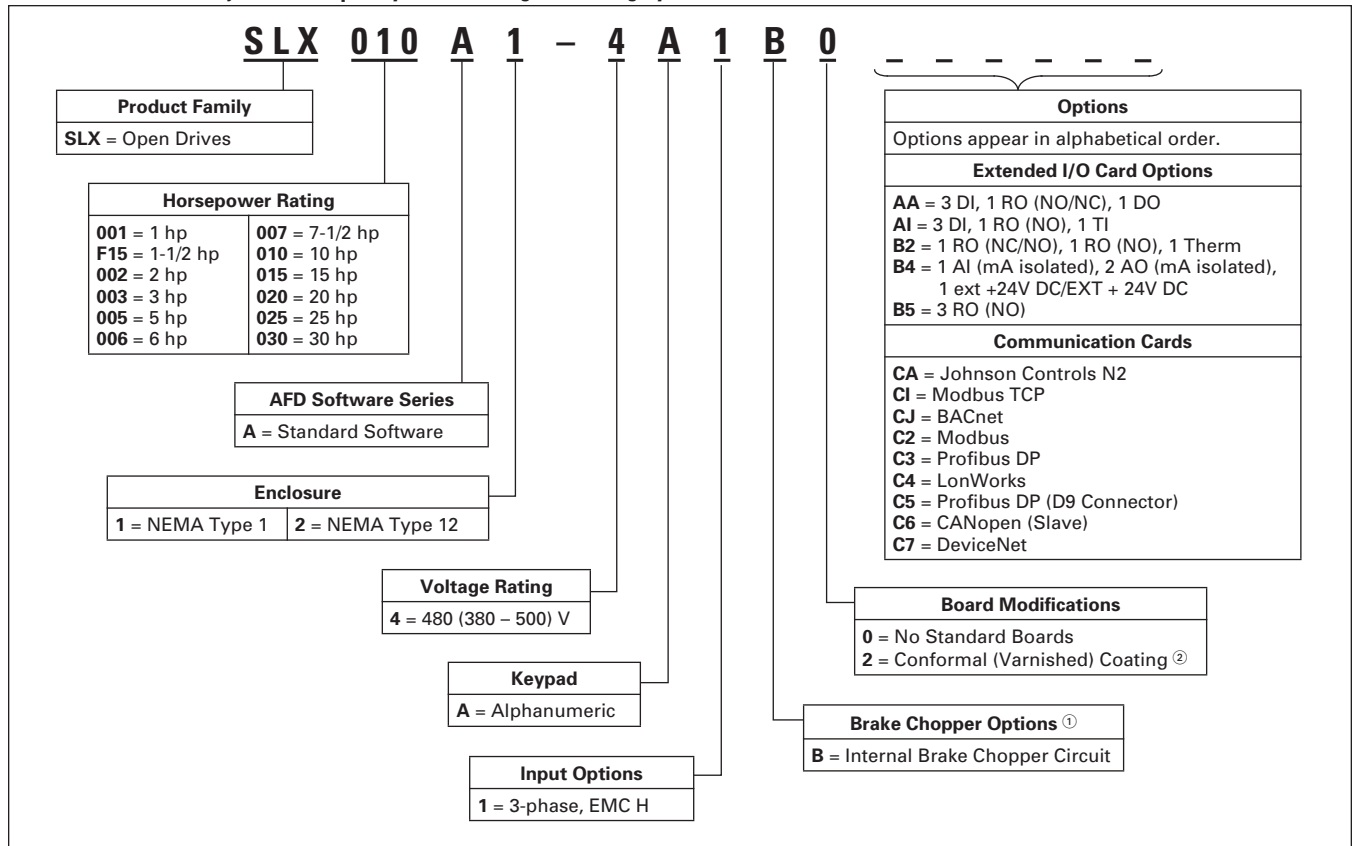 SLX 010 A 1 – 4 A 1 B 0 _ _ _ _ _ _
Product Family
SLX = Open Drives
Horsepower Rating
001 = 1 hp
F15 = 1-1/2 hp
002 = 2 hp
003 = 3 hp
005 = 5 hp
006 = 6 hp
007 = 7-1/2 hp
010 = 10 hp
015 = 15 hp
020 = 20 hp
025 = 25 hp
030 = 30 hp
AFD Software Series
A = Standard Software
Enclosure
1 = NEMA Type 1
2 = NEMA Type 12
Voltage Rating
4 = 480 (380 – 500) V
Keypad
A = Alphanumeric
Input Options
1 = 3-phase, EMC H
Options
Options appear in alphabetical order.
Extended I/O Card Options
AA = 3 DI, 1 RO (NO/NC), 1 DO
AI = 3 DI, 1 RO (NO), 1 TI
B2 = 1 RO (NC/NO), 1 RO (NO), 1 Therm
B4 = 1 AI (mA isolated), 2 AO (mA isolated),
1 ext +24V DC/EXT + 24V DC
B5 = 3 RO (NO)
Communication Cards
CA = Johnson Controls N2
CI = Modbus TCP
CJ = BACnet
C2 = Modbus
C3 = Profibus DP
C4 = LonWorks
C5 = Profibus DP (D9 Connector)
C6 = CANopen (Slave)
C7 = DeviceNet
Board Modifications
0 = No Standard Boards
2 = Conformal (Varnished) Coating ②
Brake Chopper Options ①
B = Internal Brake Chopper Circuit